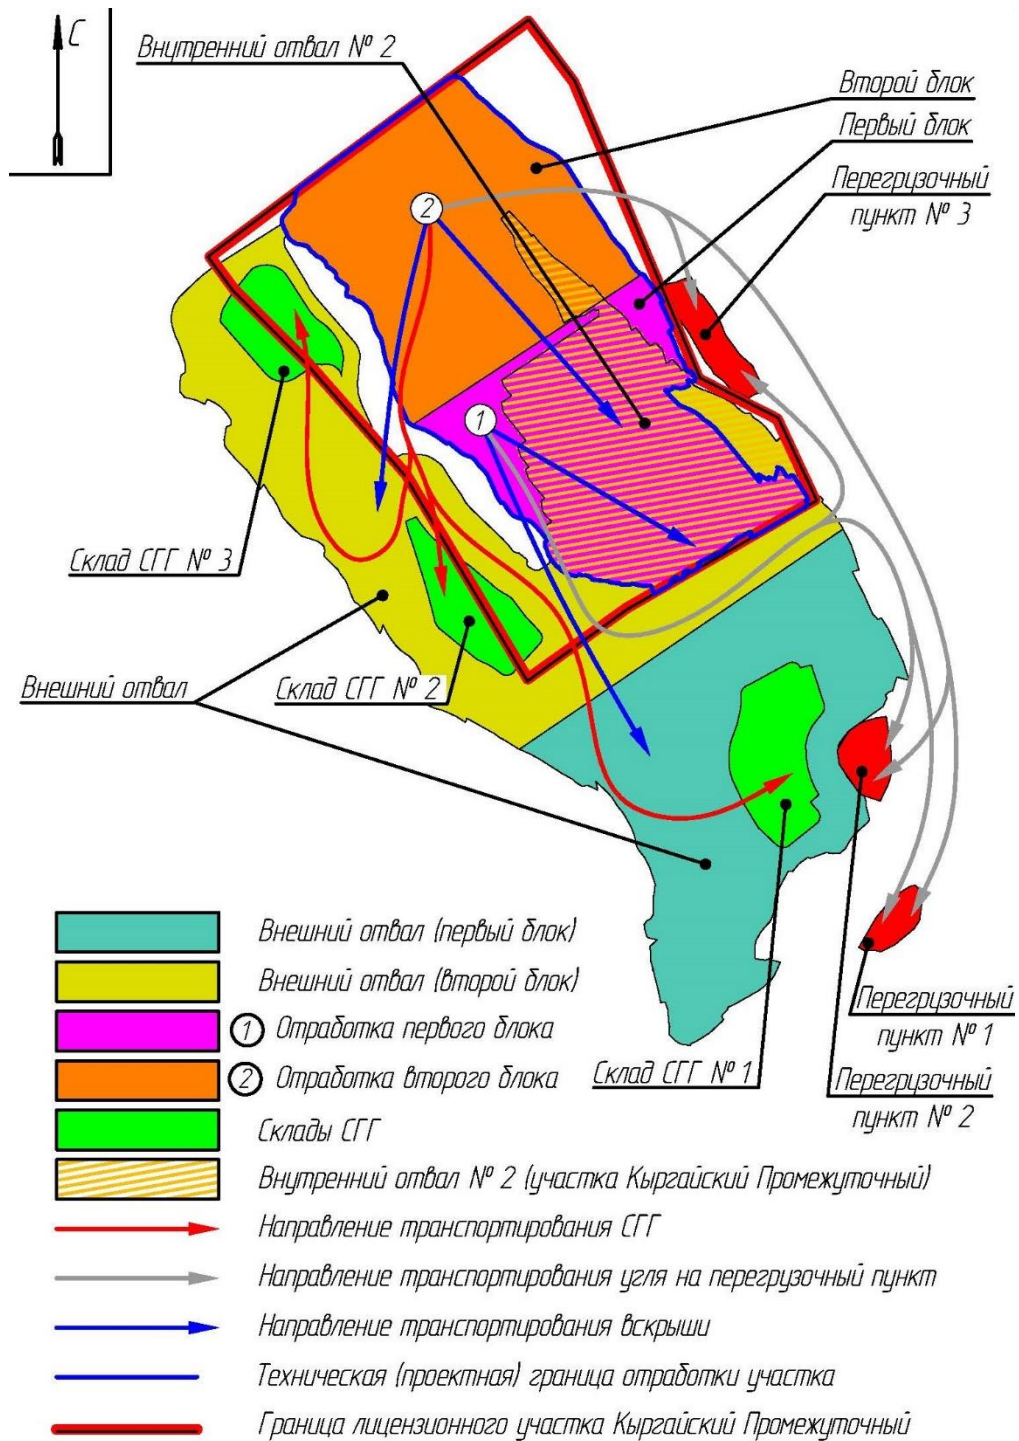 С
Внутренний отвал № 2
Второй блок
Первый блок
Перегрузочный
пункт № 3
2
1
Склад СГГ № 3
Внешний отвал
Склад СГГ № 2
Внешний отвал (первый блок)
Внешний отвал (второй блок)
1 Отработка первого блока
2 Отработка второго блока
Склады СГГ
Перегрузочный
пункт № 1
Склад СГГ № 1
Перегрузочный
пункт № 2
Внутренний отвал № 2 (участка Кыргайский Промежуточный)
Направление транспортирования СГГ
Направление транспортирования угля на перегрузочный пункт
Направление транспортирования вскрыши
Техническая (проектная) граница отработки участка
Граница лицензионного участка Кыргайский Промежуточный